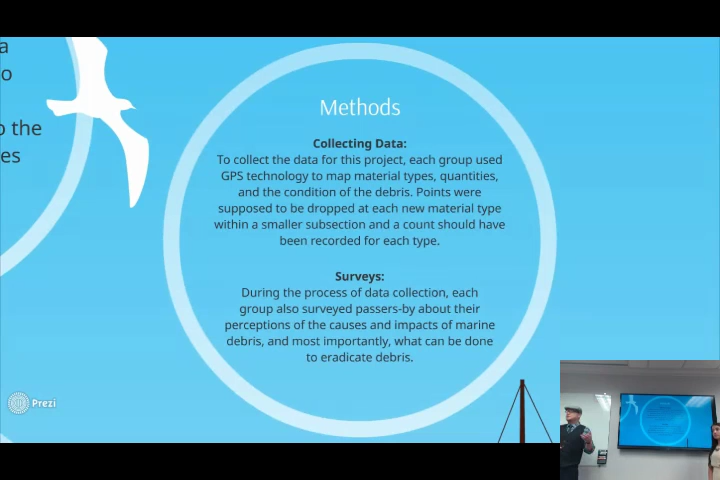 a
o
o the
es
Methods
Collecting Data:
To collect the data for this project, each group used
GPS technology to map material types, quantities,
and the condition of the debris. Points were
supposed to be dropped at each new material type
within a smaller subsection and a count should have
been recorded for each type.
Surveys:
During the process of data collection, each
group also surveyed passers-by about their
perceptions of the causes and impacts of marine
debris, and most importantly, what can be done
to eradicate debris.
Prezi